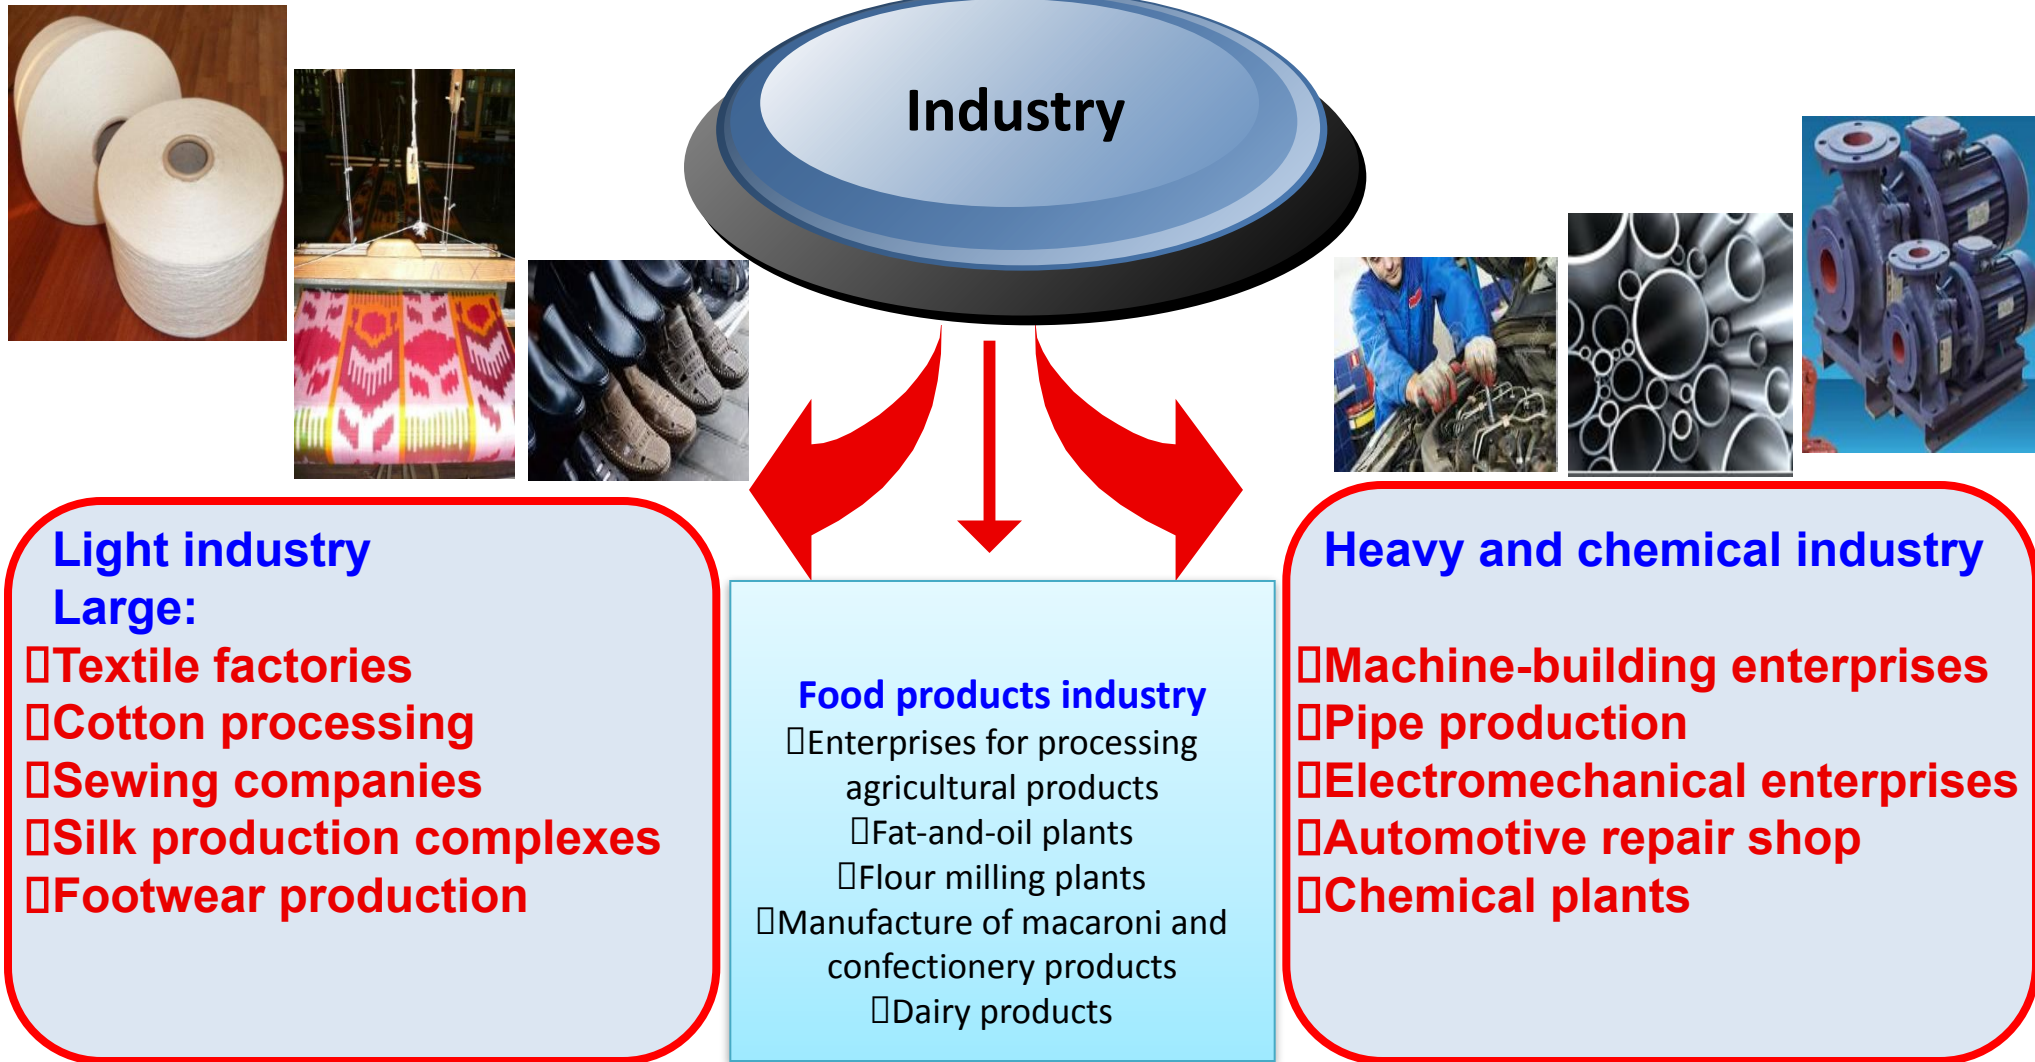 Industry
Light industry
Large:
Textile factories
Cotton processing
Sewing companies
Silk production complexes
Footwear production
Food products industry
Enterprises for processing
agricultural products
Fat-and-oil plants
Flour milling plants
Manufacture of macaroni and
confectionery products
Dairy products
Heavy and chemical industry
Machine-building enterprises
Pipe production
Electromechanical enterprises
Automotive repair shop
Chemical plants